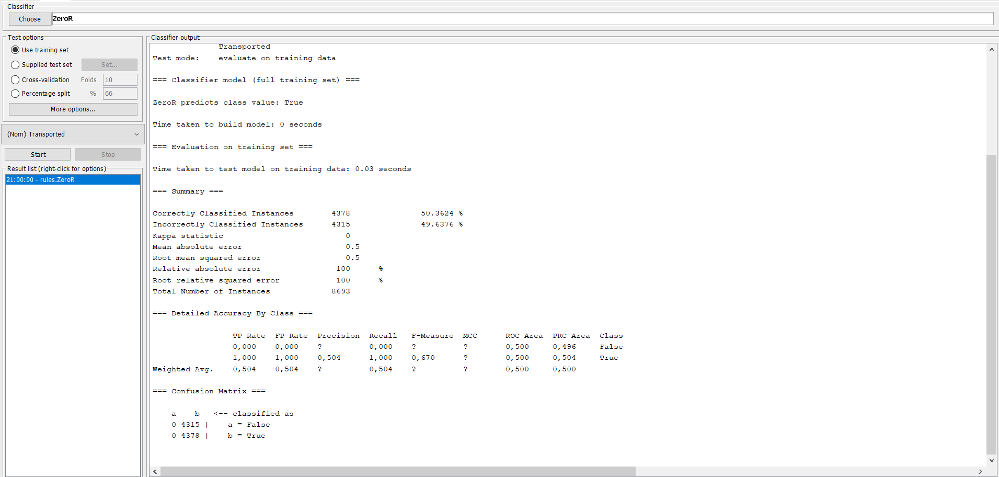 Classifier
Choose ZeroR
Test options
Use training set
Supplied test set Set...
Cross-validation Folds 10
Percentage split % 66
More options...
(Nom) Transported
Start Stop
Result list (right-click for options)
21:00:00 - rules.ZeroR
Classifier output
Transported
Test mode: evaluate on training data
=== Classifier model (full training set) ===
ZeroR predicts class value: True
Time taken to build model: 0 seconds
=== Evaluation on training set ===
Time taken to test model on training data: 0.03 seconds
=== Summary ===
Correctly Classified Instances 4378 50.3624 %
Incorrectly Classified Instances 4315 49.6376 %
Kappa statistic 0
Mean absolute error 0.5
Root mean squared error 0.5
Relative absolute error 100 %
Root relative squared error 100 %
Total Number of Instances 8693
=== Detailed Accuracy By Class ===
TP Rate FP Rate Precision Recall F-Measure MCC ROC Area PRC Area Class
0,000 0,000 ? 0,000 ? ? 0,500 0,496 False
1,000 1,000 0,504 1,000 0,670 ? 0,500 0,504 True
Weighted Avg. 0,504 0,504 ? 0,504 ? ? 0,500 0,500
=== Confusion Matrix ===
a b <-- classified as
0 4315 | a = False
0 4378 | b = True